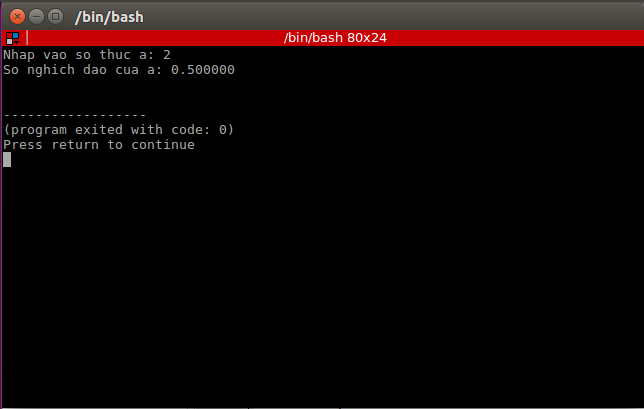 /bin/bash
/bin/bash 80x24
Nhap vao so thuc a: 2
So nghich dao cua a: 0.500000
------------------
(program exited with code: 0)
Press return to continue